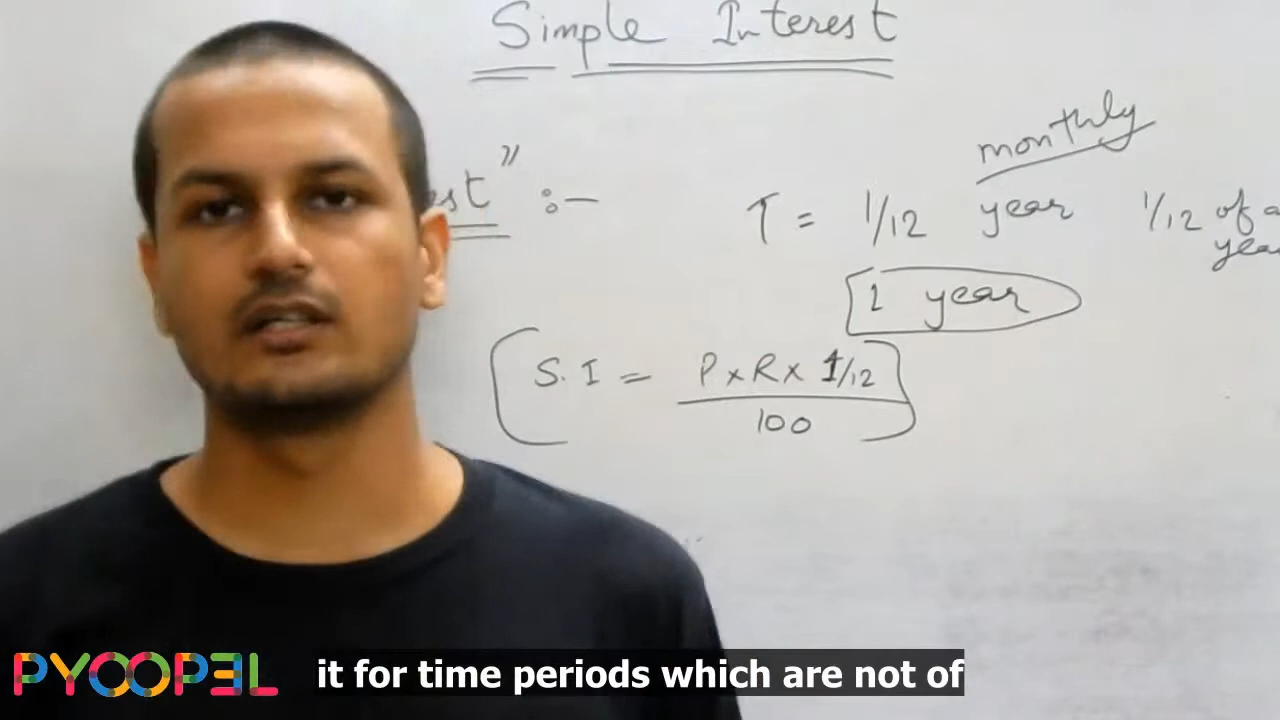 Simple Interest
monthly
est" :-
T = 1/12 year 1/12 of a
year
1 year
S.I = P x R x 1/12
100
PYOOPEL
it for time periods which are not of